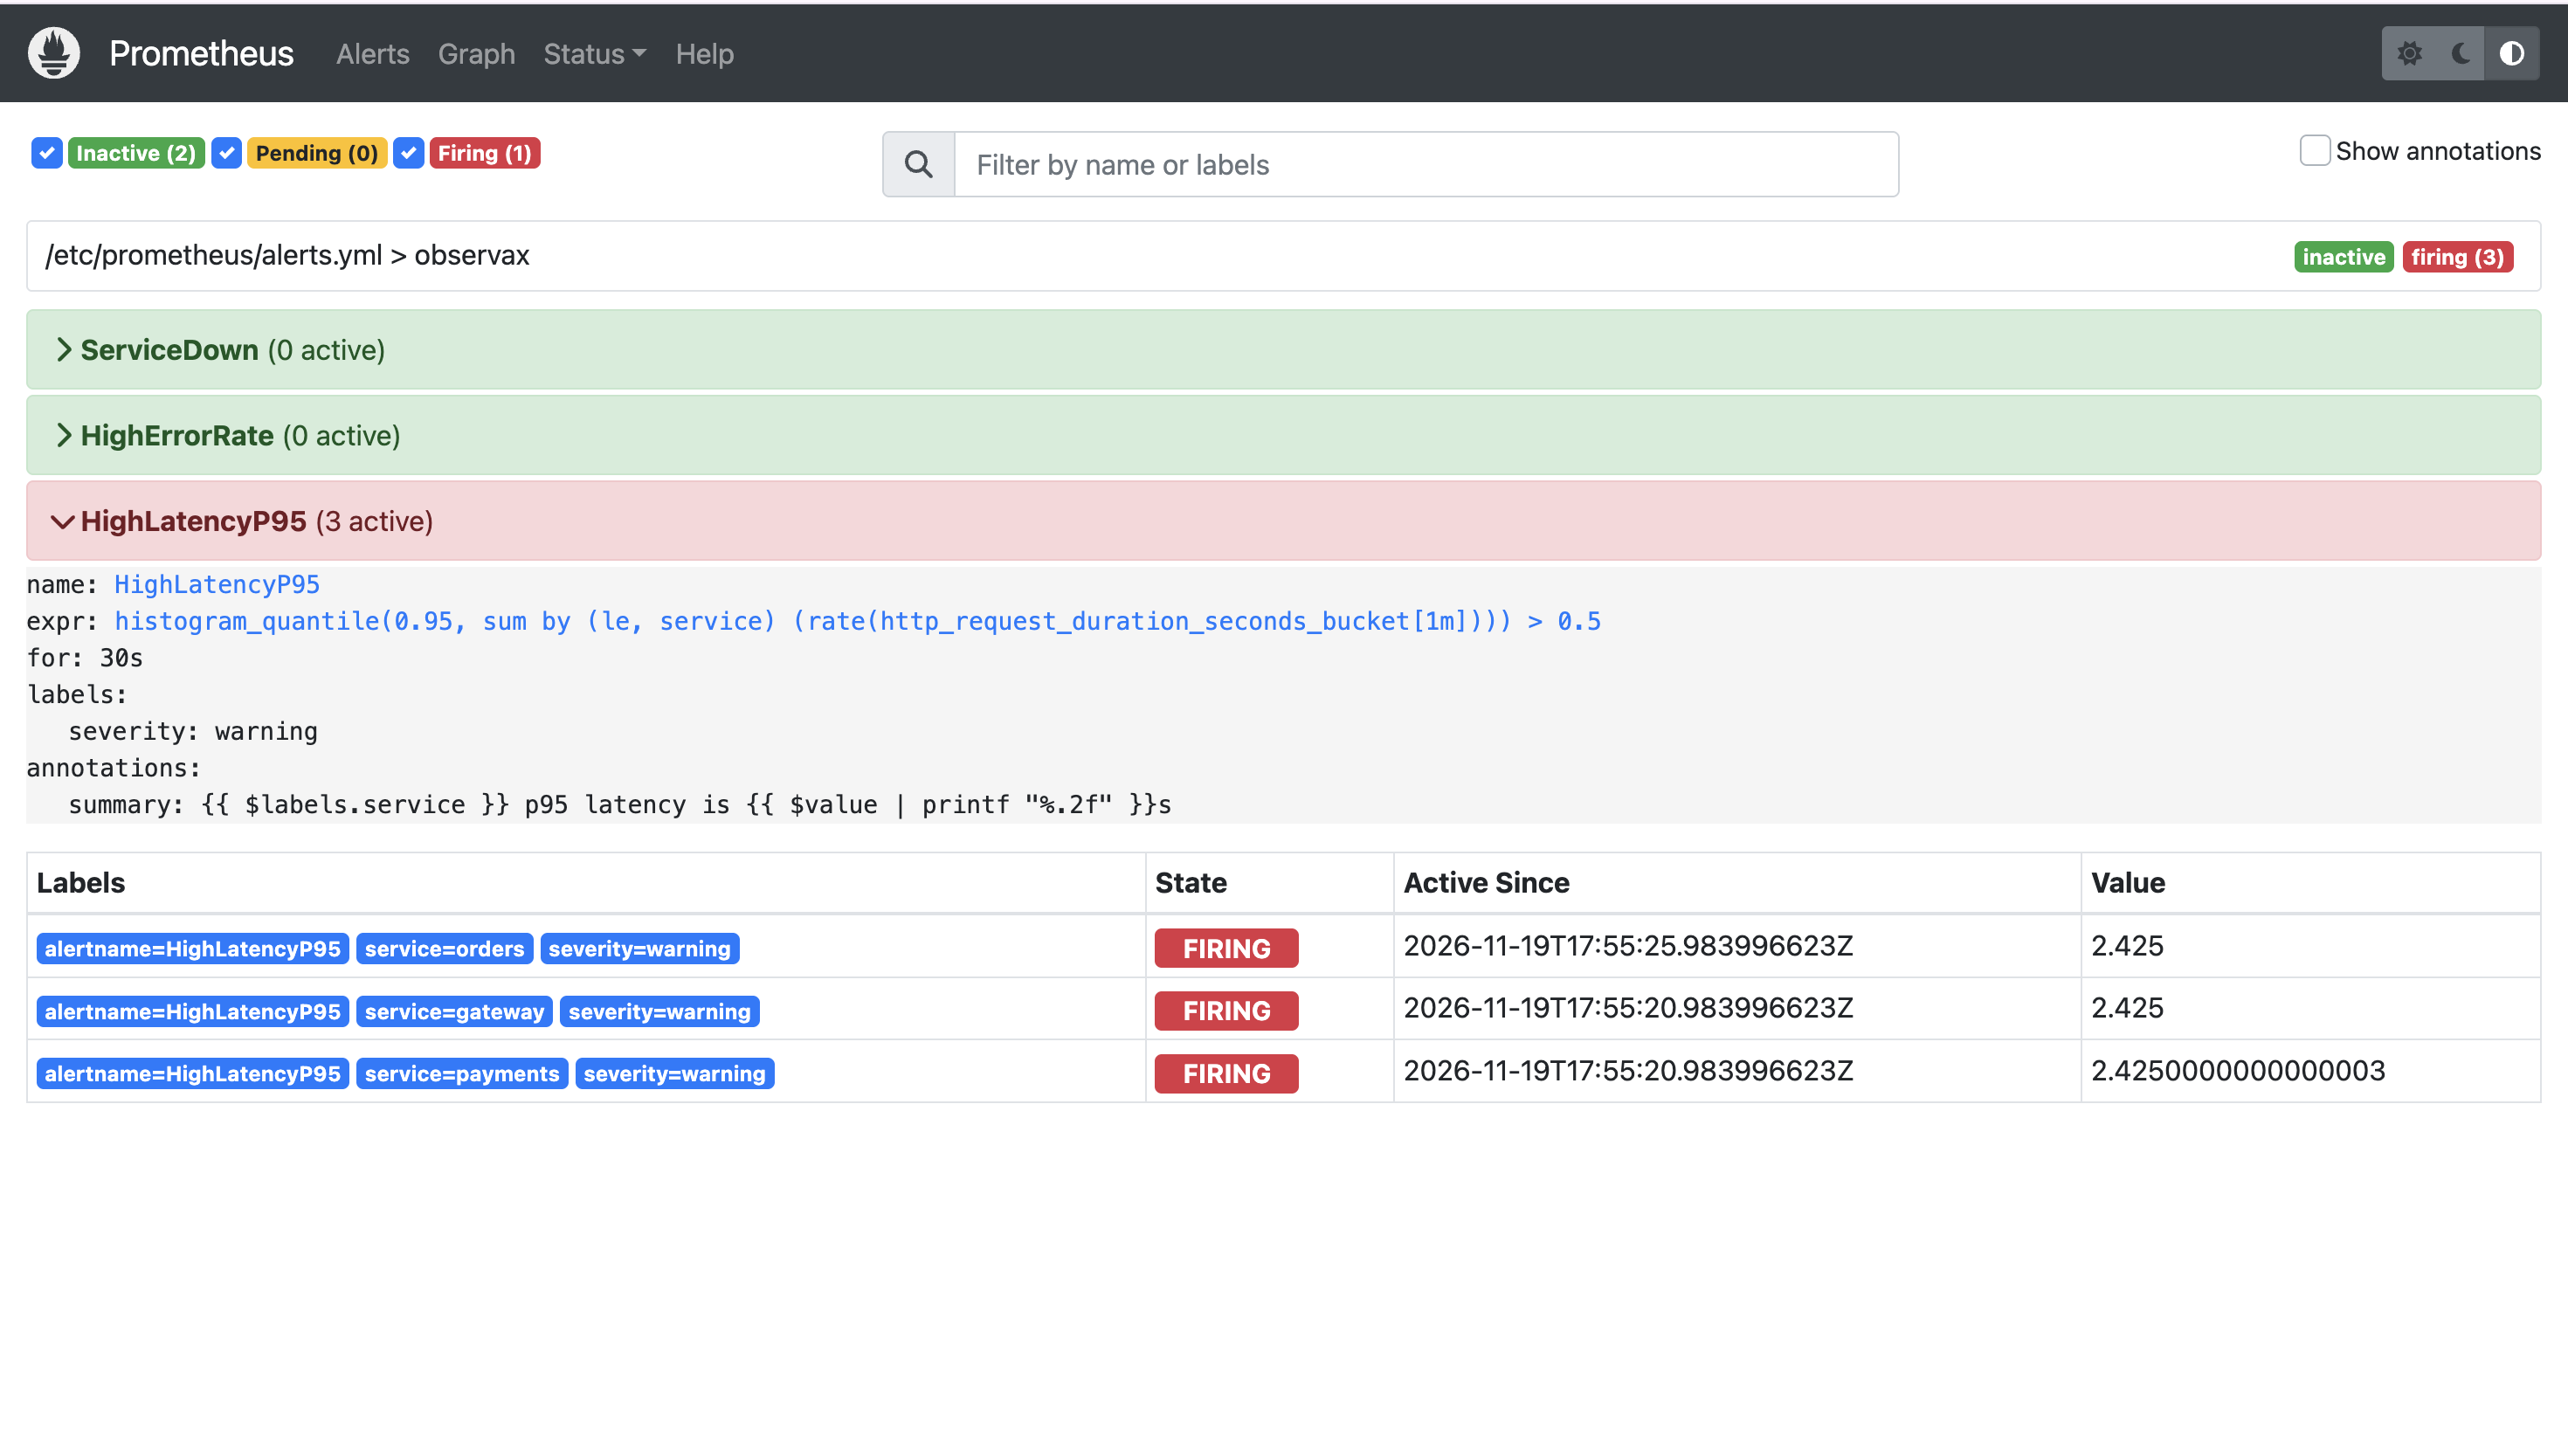 Prometheus Alerts Graph Status Help
Inactive (2) Pending (0) Firing (1) Filter by name or labels Show annotations
/etc/prometheus/alerts.yml > observax inactive firing (3)
ServiceDown (0 active)
HighErrorRate (0 active)
HighLatencyP95 (3 active)
name: HighLatencyP95
expr: histogram_quantile(0.95, sum by (le, service) (rate(http_request_duration_seconds_bucket[1m]))) > 0.5
for: 30s
labels:
severity: warning
annotations:
summary: {{ $labels.service }} p95 latency is {{ $value | printf "%.2f" }}s
Labels State Active Since Value
alertname=HighLatencyP95 service=orders severity=warning FIRING 2026-11-19T17:55:25.983996623Z 2.425
alertname=HighLatencyP95 service=gateway severity=warning FIRING 2026-11-19T17:55:20.983996623Z 2.425
alertname=HighLatencyP95 service=payments severity=warning FIRING 2026-11-19T17:55:20.983996623Z 2.4250000000000003